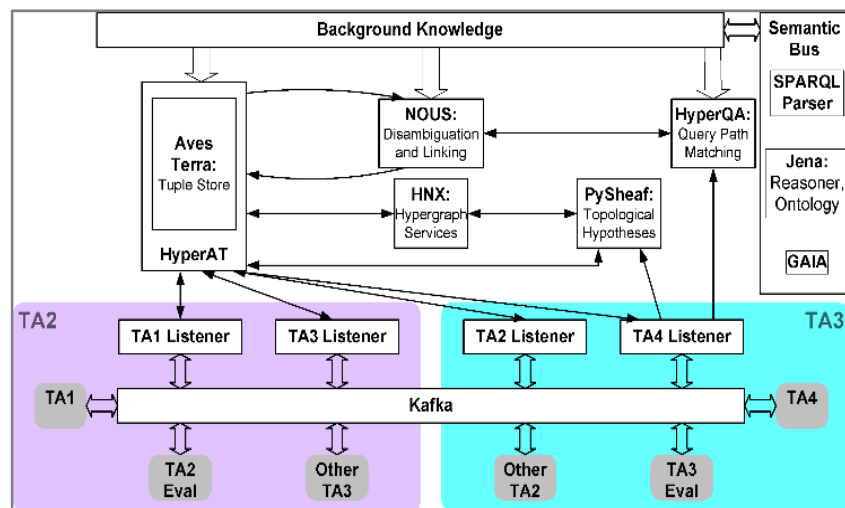 Background Knowledge
Semantic
Bus
SPARQL
Parser
Jena:
Reasoner,
Ontology
GAIA
Aves
Terra:
Tuple Store
HyperAT
NOUS:
Disambiguation
and Linking
HyperQA:
Query Path
Matching
HNX:
Hypergraph
Services
PySheaf:
Topological
Hypotheses
TA2
TA3
TA1 Listener
TA3 Listener
TA2 Listener
TA4 Listener
TA1
Kafka
TA4
TA2
Eval
Other
TA3
Other
TA2
TA3
Eval